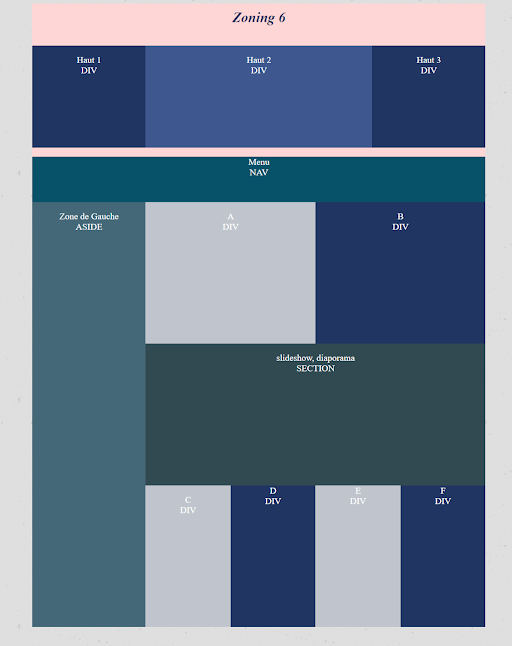 Zoning 6
Haut 1
DIV
Haut 2
DIV
Haut 3
DIV
Menu
NAV
Zone de Gauche
ASIDE
A
DIV
B
DIV
slideshow, diaporama
SECTION
C
DIV
D
DIV
E
DIV
F
DIV